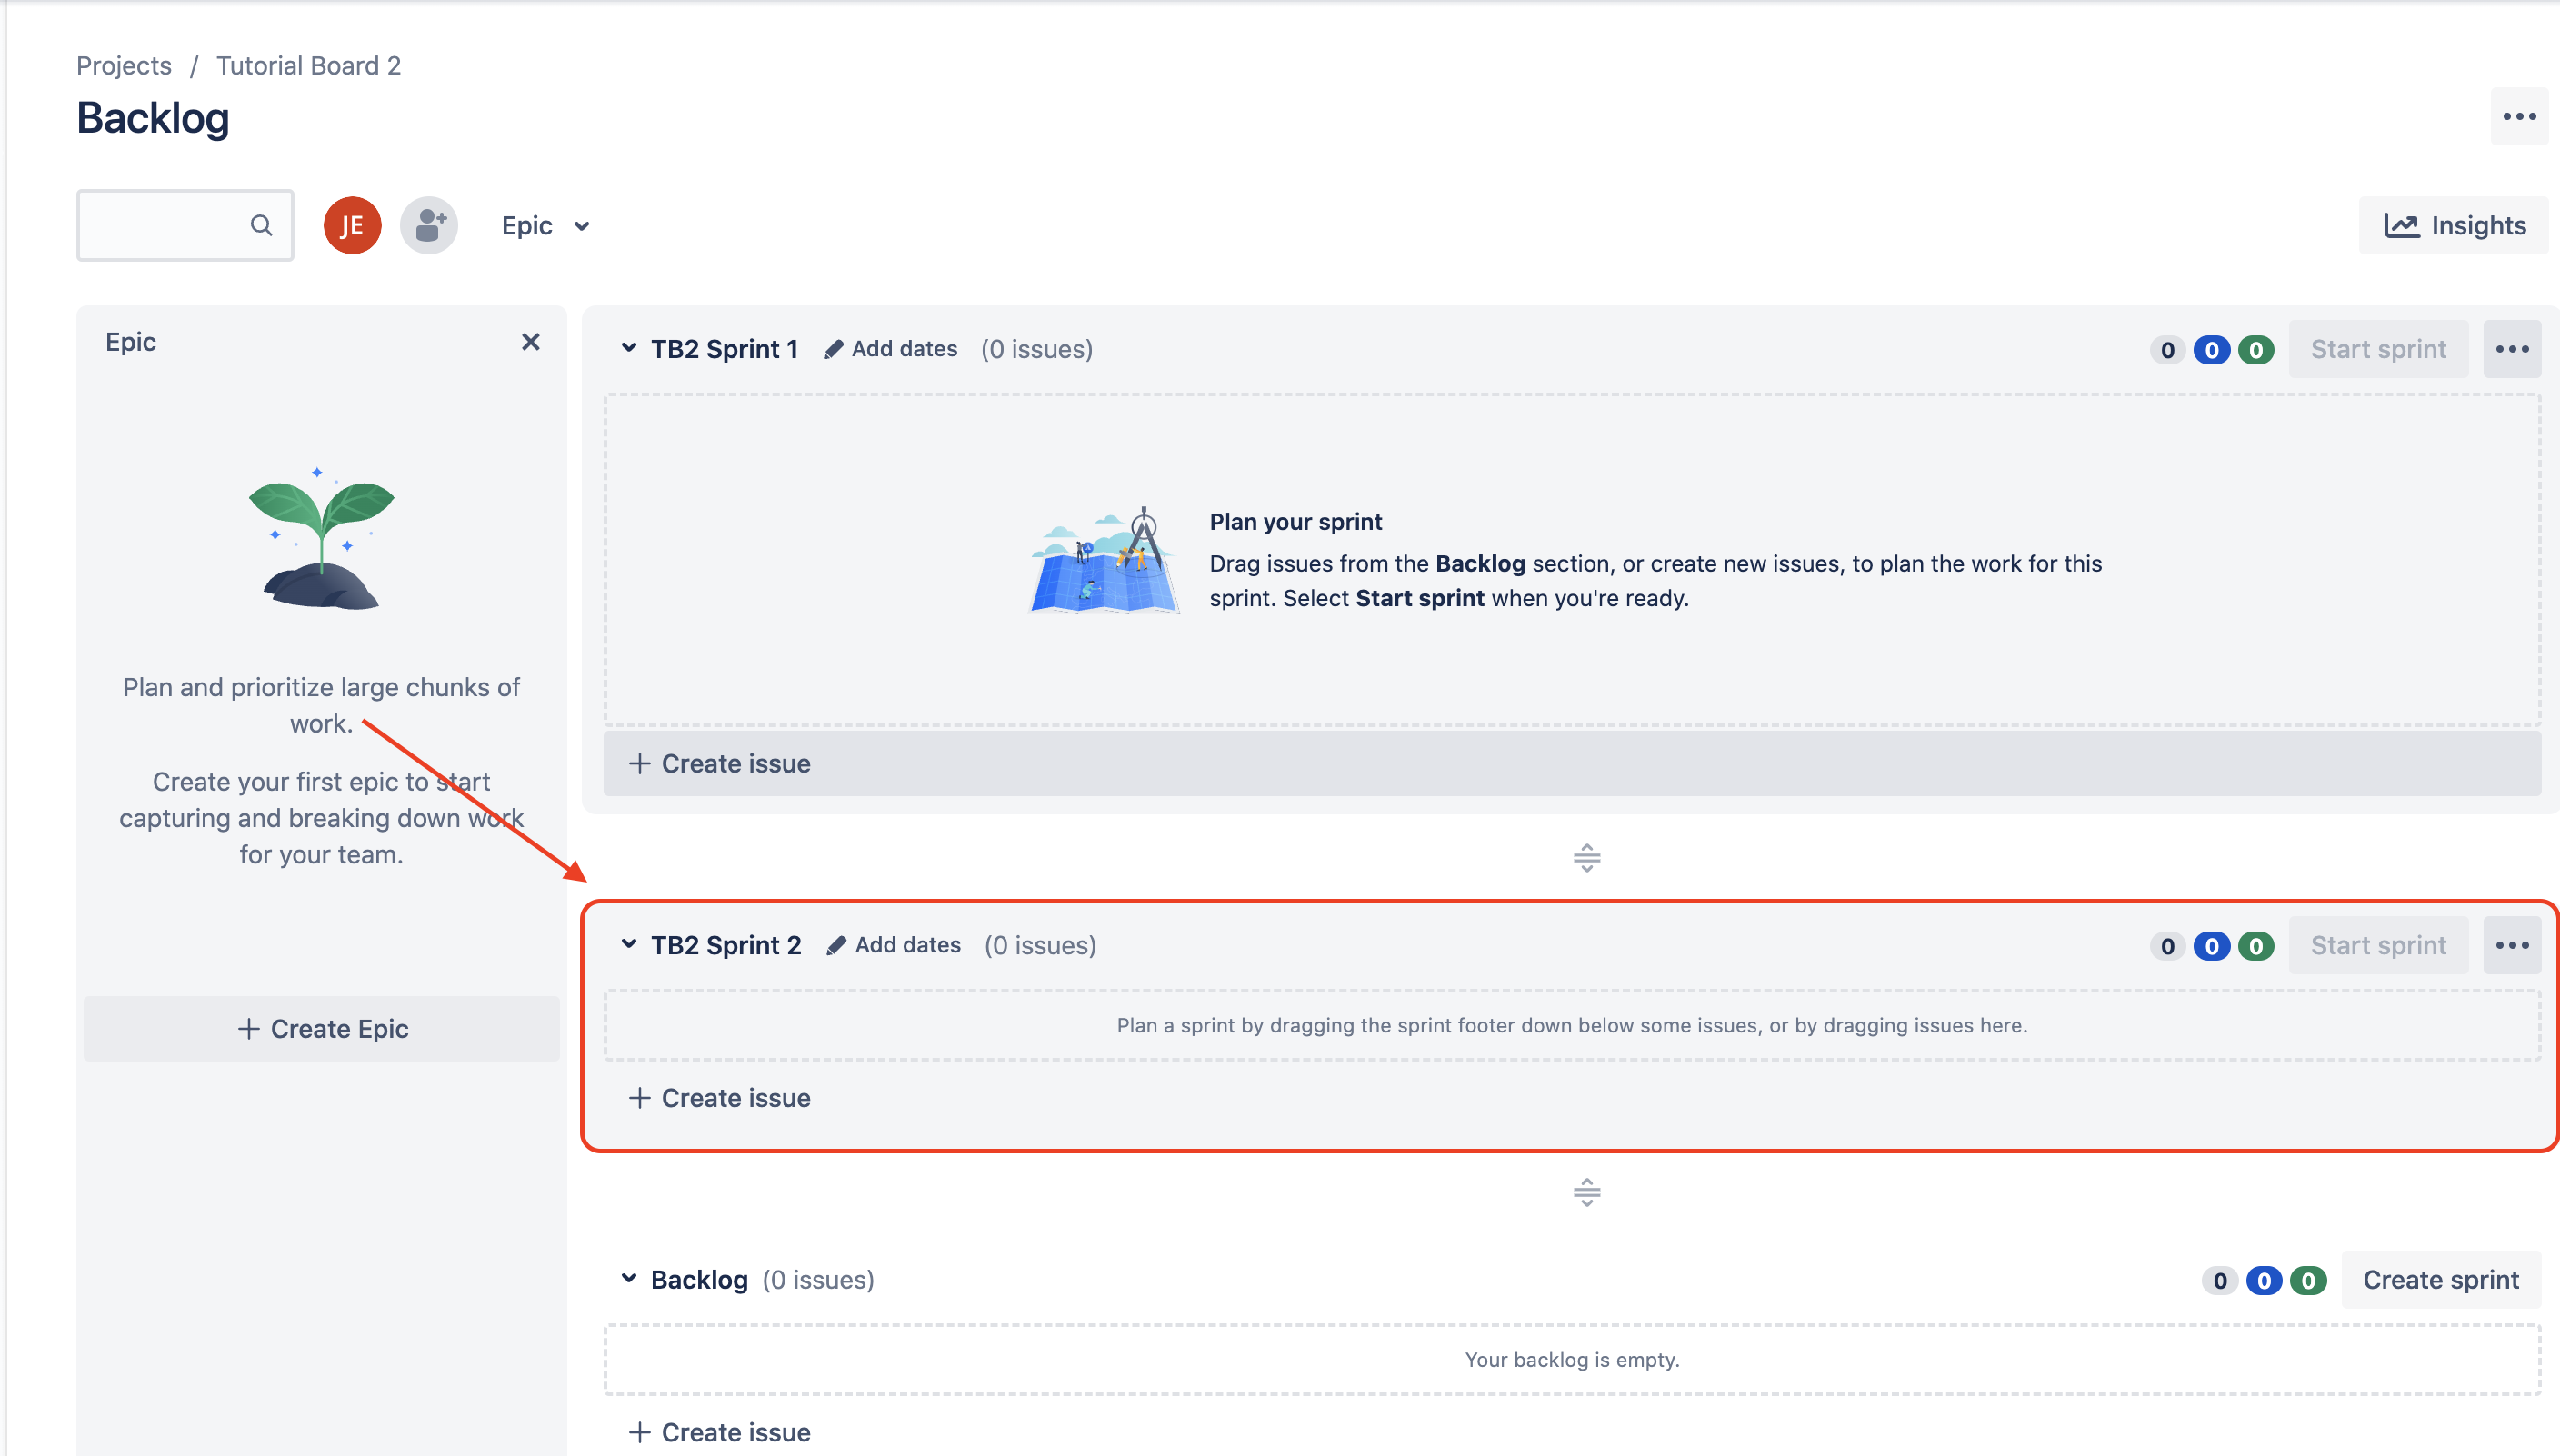 Projects / Tutorial Board 2
Backlog
JE
Epic
Insights
Epic
Plan and prioritize large chunks of
work.
Create your first epic to start
capturing and breaking down work
for your team.
+ Create Epic
TB2 Sprint 1 Add dates (0 issues) 0 0 0 Start sprint
Plan your sprint
Drag issues from the Backlog section, or create new issues, to plan the work for this
sprint. Select Start sprint when you're ready.
+ Create issue
TB2 Sprint 2 Add dates (0 issues) 0 0 0 Start sprint
Plan a sprint by dragging the sprint footer down below some issues, or by dragging issues here.
+ Create issue
Backlog (0 issues) 0 0 0 Create sprint
Your backlog is empty.
+ Create issue